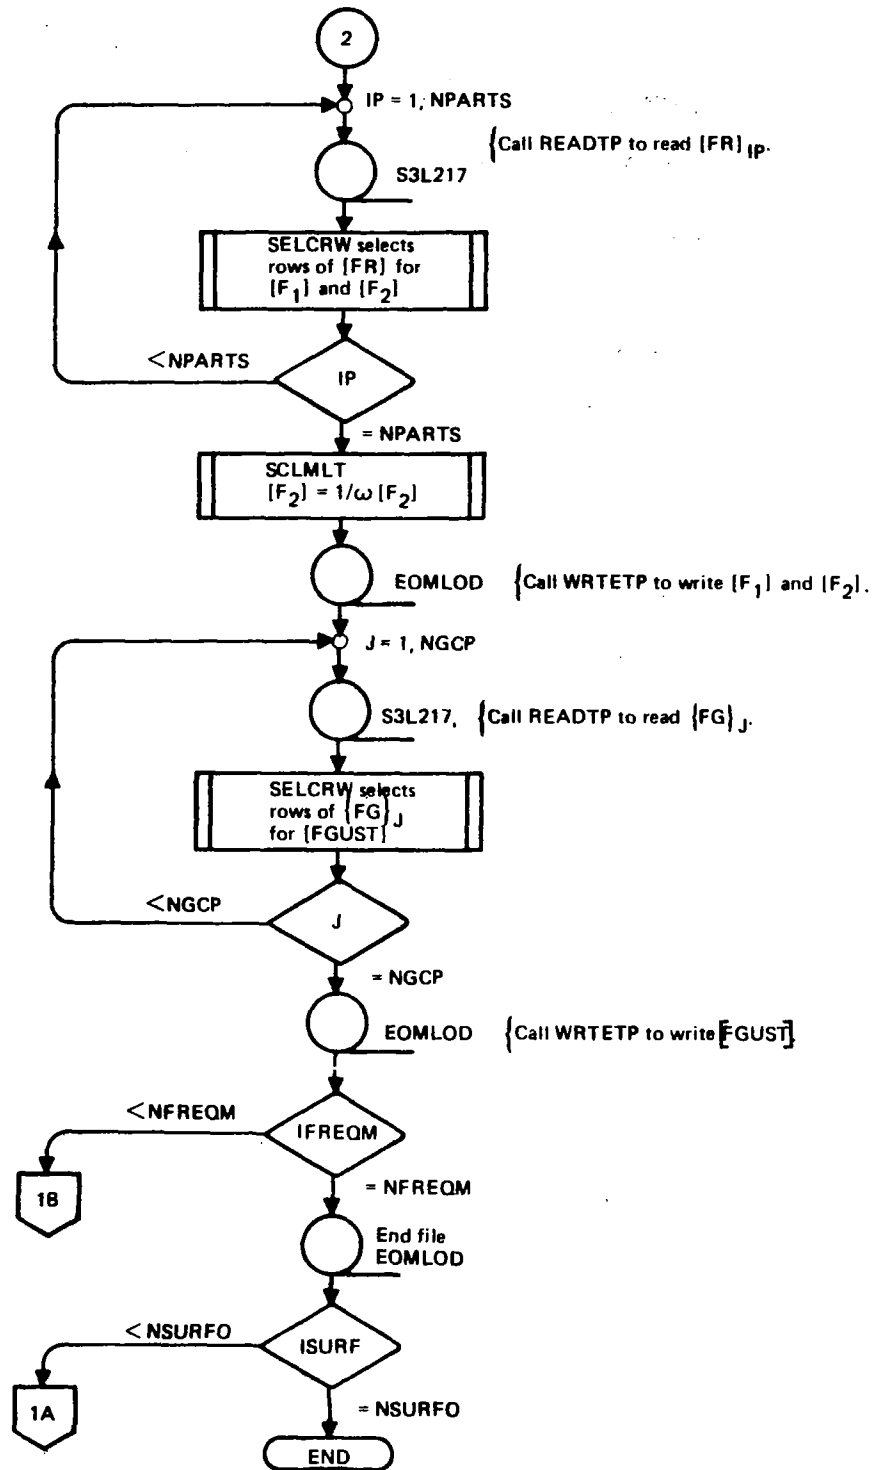 2
IP = 1, NPARTS
{Call READTP to read [FR] IP.
S3L217
SELCRW selects
rows of [FR] for
[F1] and [F2]
<NPARTS
IP
= NPARTS
SCLMLT
[F2] = 1/ω [F2]
EOMLOD {Call WRTETP to write [F1] and [F2].
J = 1, NGCP
S3L217, {Call READTP to read {FG} J.
SELCRW selects
rows of {FG} J
for [FGUST]
<NGCP
J
= NGCP
EOMLOD {Call WRTETP to write [FGUST].
<NFREQM
IFREQM
1B
= NFREQM
End file
EOMLOD
<NSURFO
ISURF
1A
= NSURFO
END